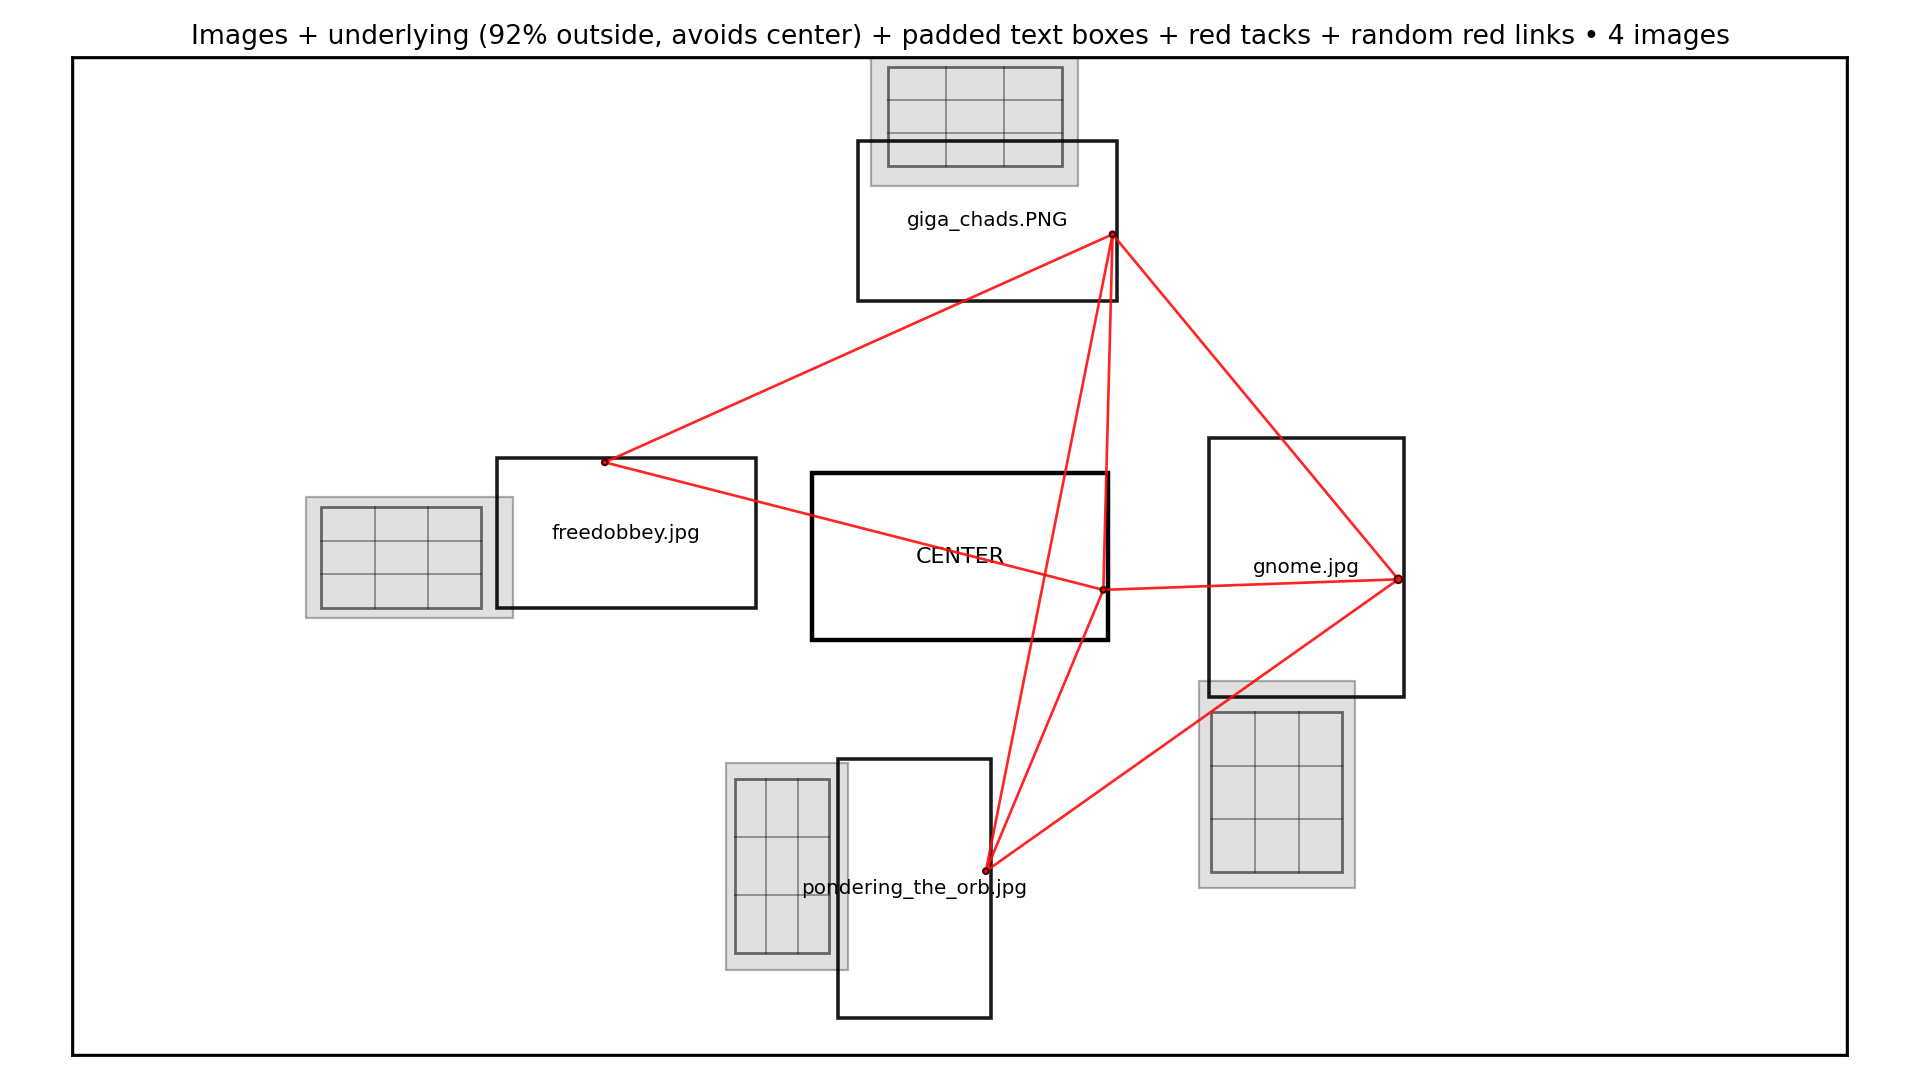 Images + underlying (92% outside, avoids center) + padded text boxes + red tacks + random red links • 4 images
giga_chads.PNG
freedobbey.jpg
CENTER
gnome.jpg
pondering_the_orb.jpg